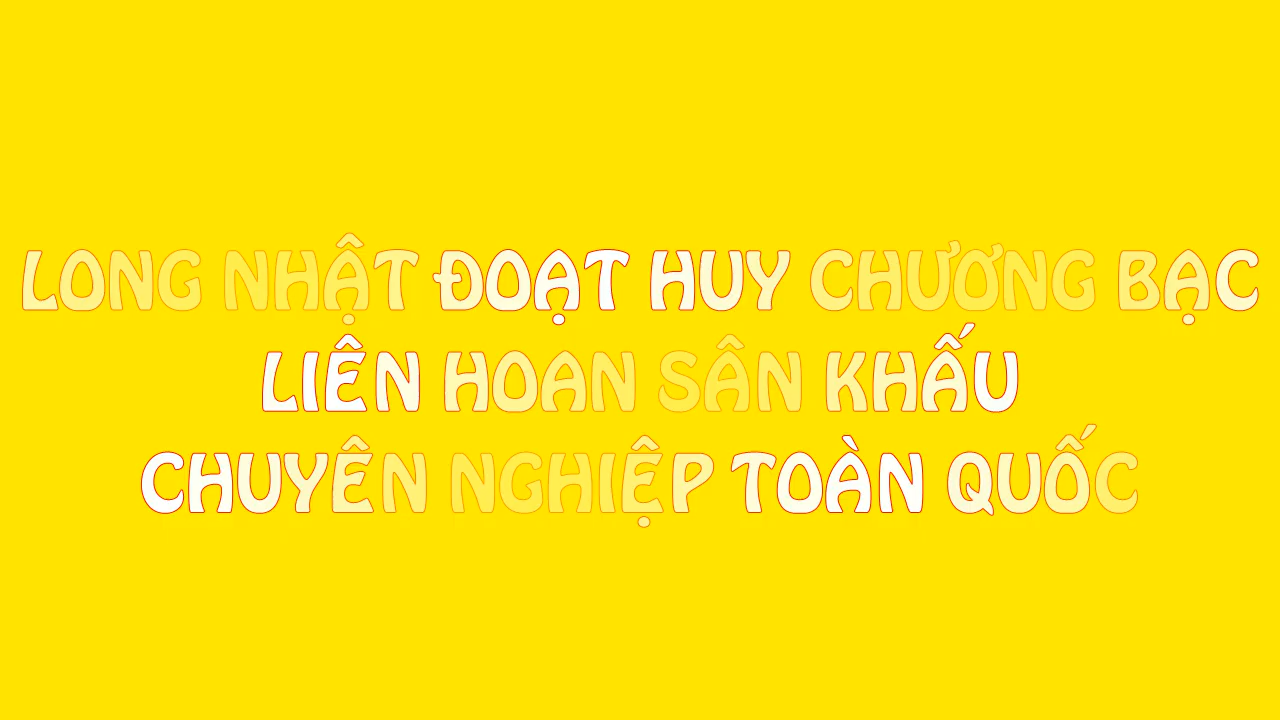 LONG NHẬT ĐOẠT HUY CHƯƠNG BẠC
LIÊN HOAN SÂN KHẤU
CHUYÊN NGHIỆP TOÀN QUỐC